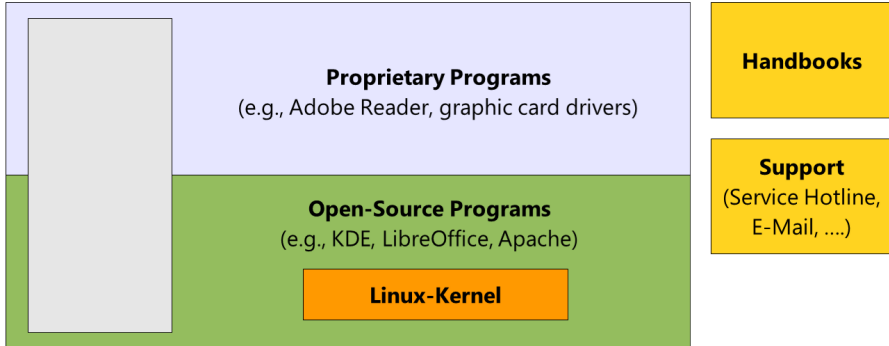 Proprietary Programs
(e.g., Adobe Reader, graphic card drivers)
Open-Source Programs
(e.g., KDE, LibreOffice, Apache)
Linux-Kernel
Handbooks
Support
(Service Hotline,
E-Mail, ....)